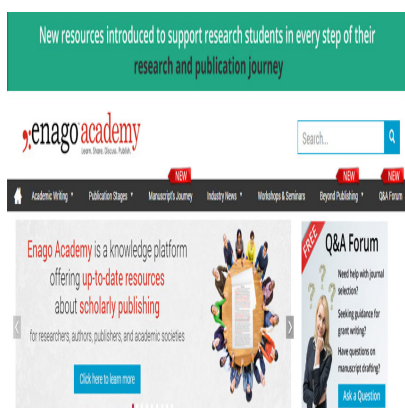 New resources introduced to support research students in every step of their
research and publication journey
enago academy
Learn. Share. Discuss. Publish.
Search...
NEW NEW NEW
Academic Writing Publication Stages Manuscript's Journey Industry News Workshops & Seminars Beyond Publishing Q&A Forum
Enago Academy is a knowledge platform
offering up-to-date resources
about scholarly publishing
for researchers, authors, publishers, and academic societies
Click here to learn more
FREE
Q&A Forum
Need help with journal
selection?
Seeking guidance for
grant writing?
Have questions on
manuscript drafting?
Ask a Question